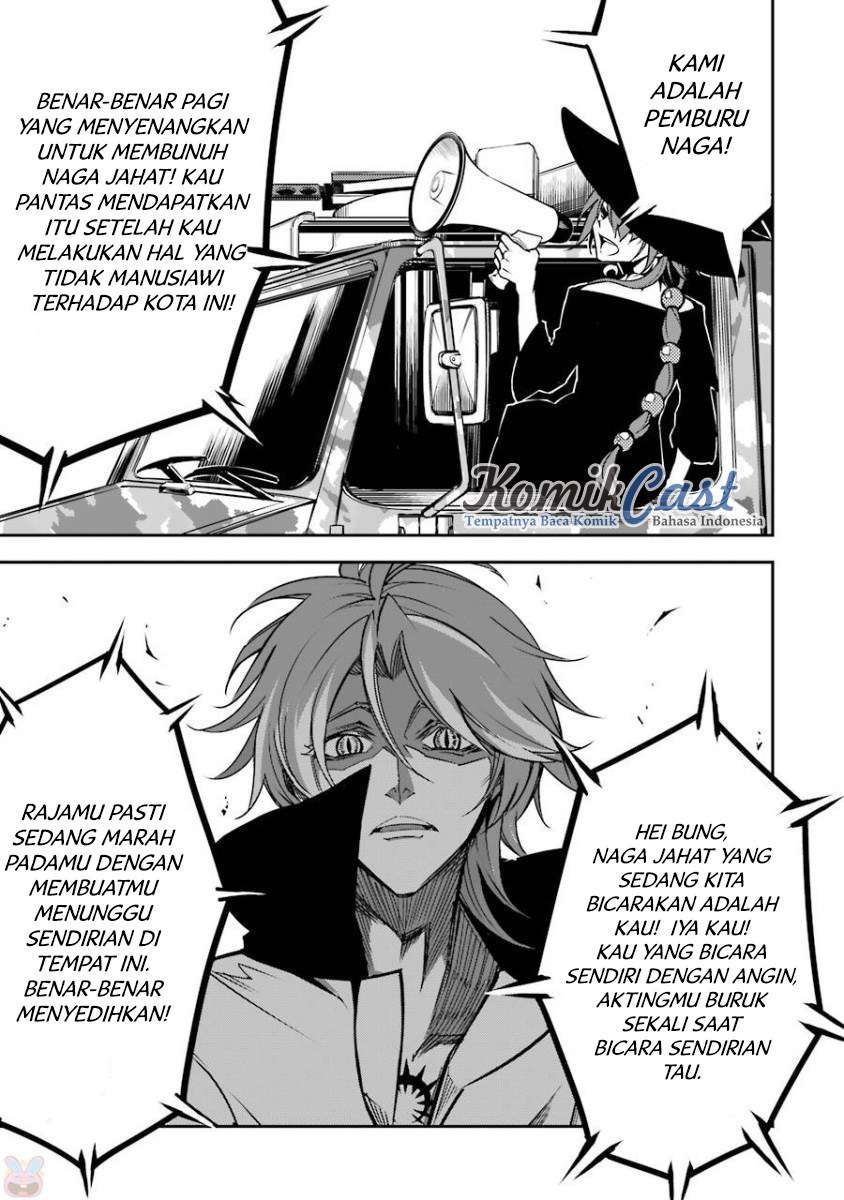 KAMI
ADALAH
PEMBURU
NAGA!
BENAR-BENAR PAGI
YANG MENYENANGKAN
UNTUK MEMBUNUH
NAGA JAHAT! KAU
PANTAS MENDAPATKAN
ITU SETELAH KAU
MELAKUKAN HAL YANG
TIDAK MANUSIAWI
TERHADAP KOTA INI!
KomikCast
Tempatnya Baca Komik Bahasa Indonesia
HEI BUNG,
NAGA JAHAT YANG
SEDANG KITA
BICARAKAN ADALAH
KAU! IYA KAU!
KAU YANG BICARA
SENDIRI DENGAN ANGIN,
AKTINGMU BURUK
SEKALI SAAT
BICARA SENDIRIAN
TAU.
RAJAMU PASTI
SEDANG MARAH
PADAMU DENGAN
MEMBUATMU
MENUNGGU
SENDIRIAN DI
TEMPAT INI.
BENAR-BENAR
MENYEDIHKAN!